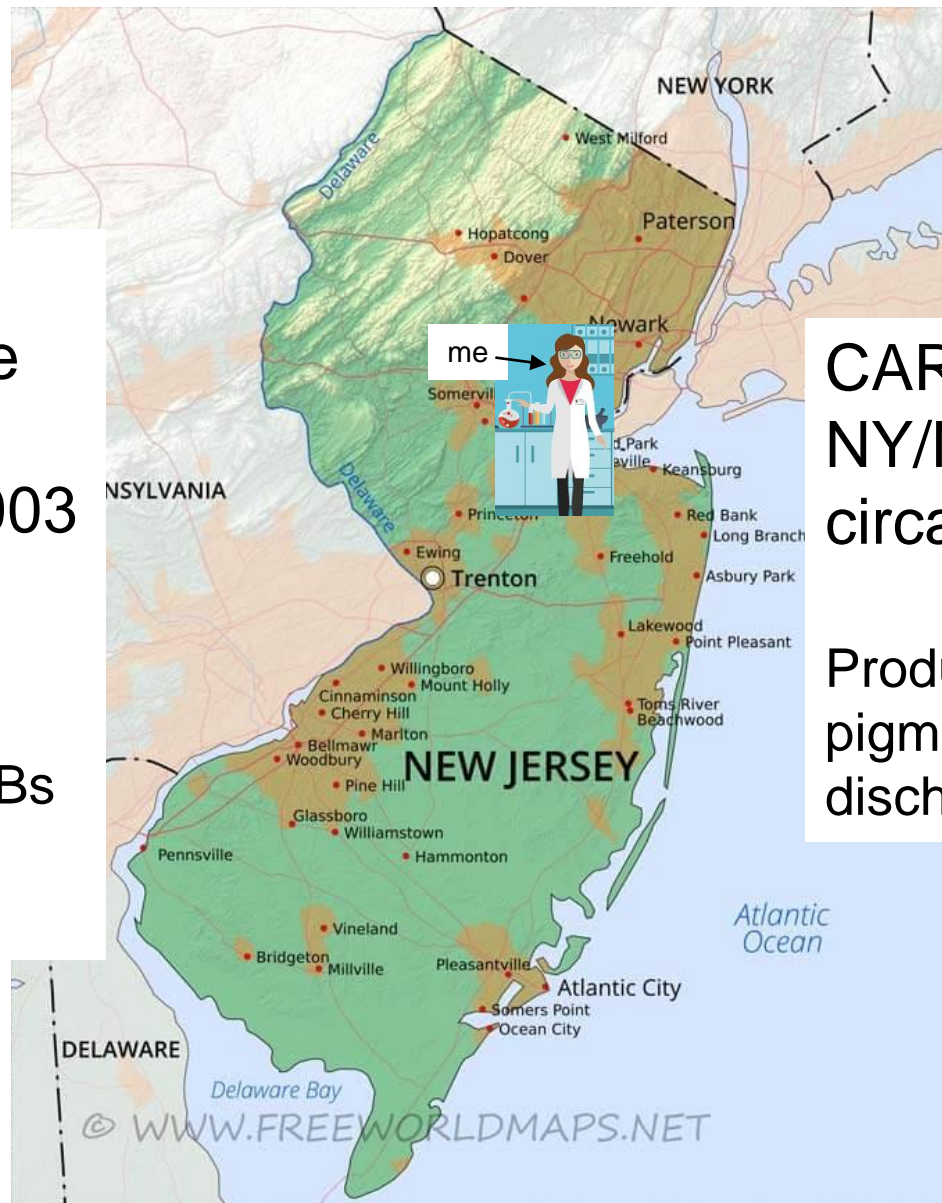 NEW YORK
West Milford
Delaware
Paterson
Hopatcong
Dover
Newark
me
Keansburg
NSYLVANIA
Delaware
Princeton
Red Bank
Long Branch
Ewing
Freehold
Trenton
Asbury Park
Lakewood
Point Pleasant
Willingboro
Mount Holly
Cinnaminson
Cherry Hill
Toms River
Beachwood
Marlton
Bellmawr
Woodbury
NEW JERSEY
Pine Hill
Glassboro
Williamstown
Pennsville
Hammonton
Atlantic
Ocean
Vineland
Bridgeton
Millville
Pleasantville
Atlantic City
Somers Point
Ocean City
DELAWARE
Delaware Bay
© WWW.FREEWORLDMAPS.NET
e
003
Bs
CAR
NY/
circa
Produ
pigm
disch